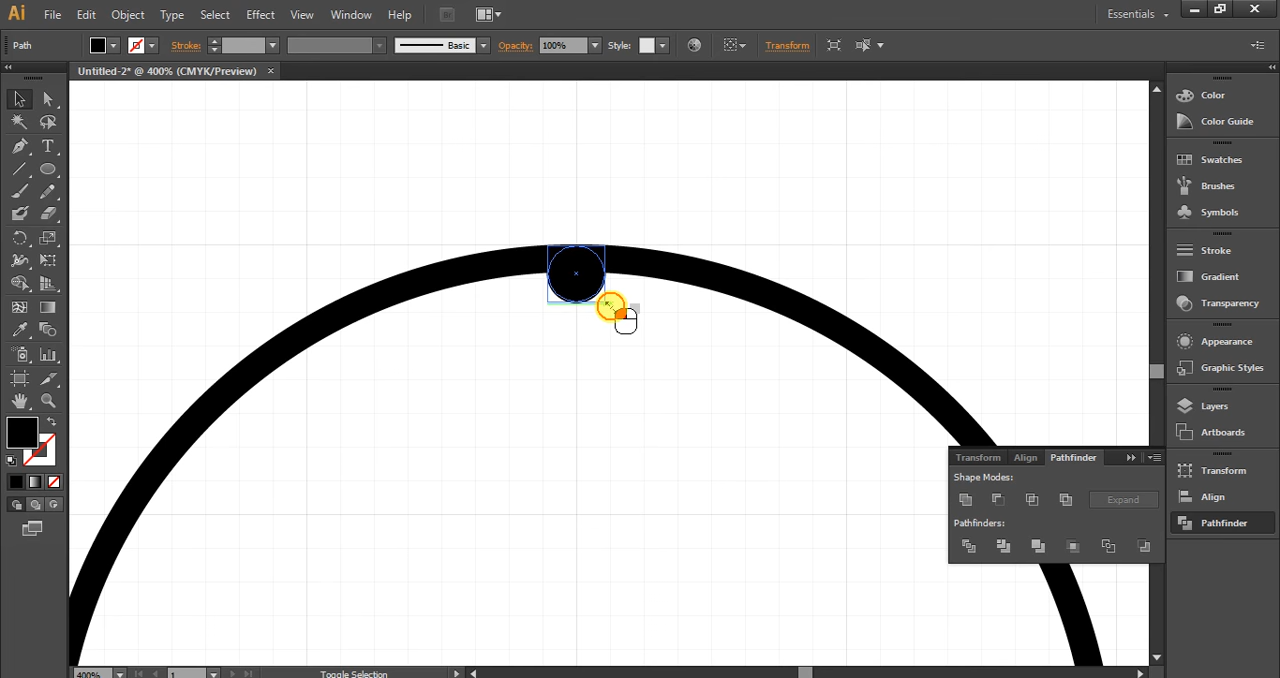 Ai File Edit Object Type Select Effect View Window Help Essentials
Path Stroke: Basic Opacity: 100% Style: Transform
Untitled-2* @ 400% (CMYK/Preview) ×
Color
Color Guide
Swatches
Brushes
Symbols
Stroke
Gradient
Transparency
Appearance
Graphic Styles
Layers
Artboards
Transform
Align
Pathfinder
Transform Align Pathfinder
Shape Modes:
Expand
Pathfinders:
400% 1 Toggle Selection